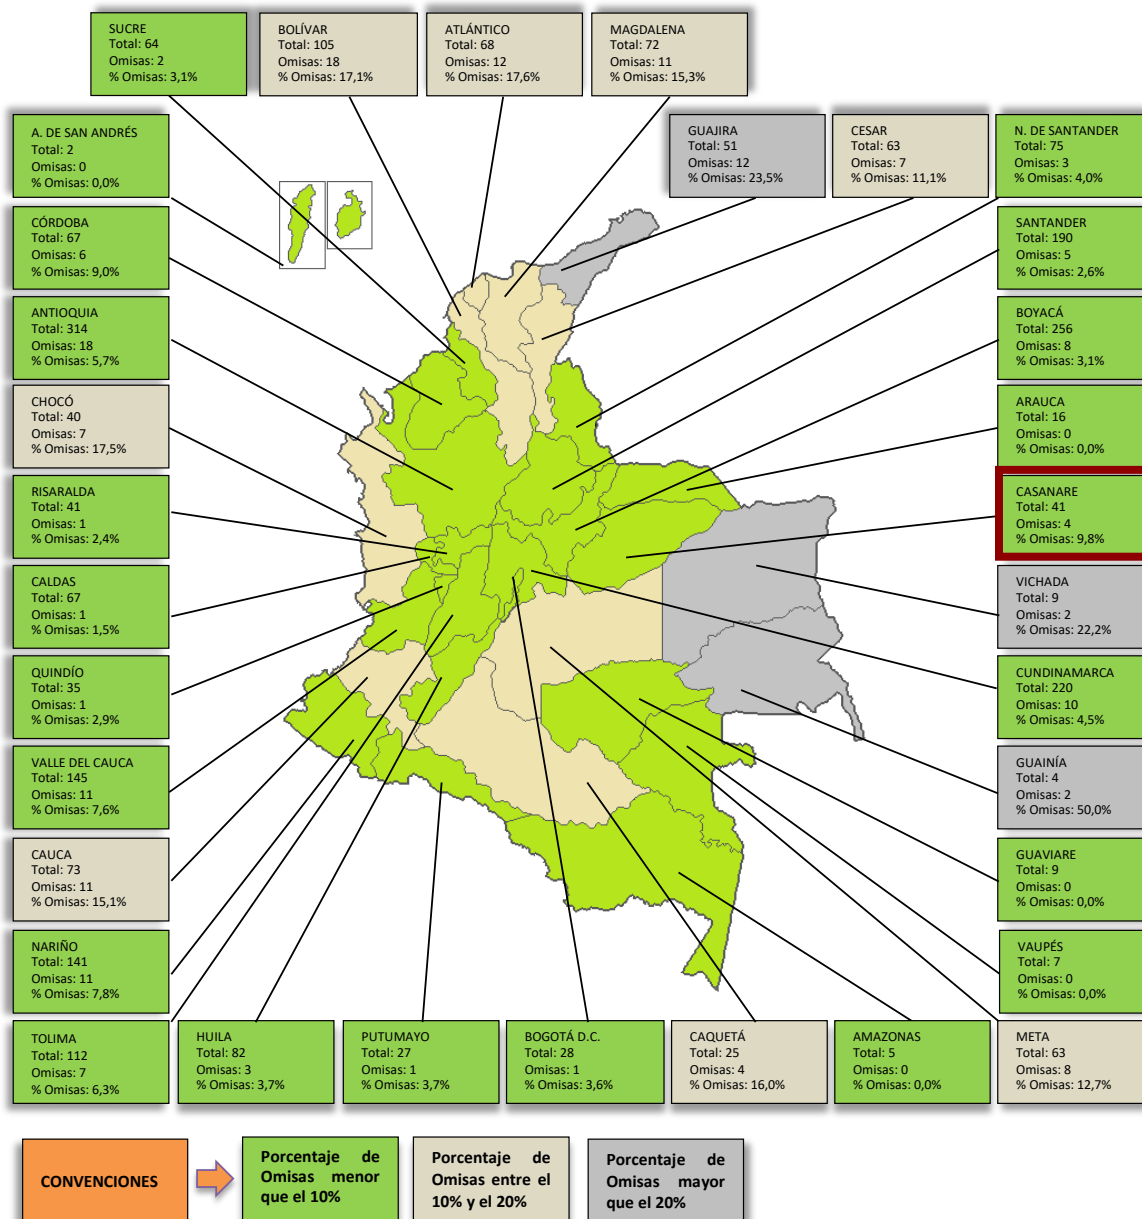 SUCRE
Total: 64
Omisas: 2
% Omisas: 3,1%
BOLÍVAR
Total: 105
Omisas: 18
% Omisas: 17,1%
ATLÁNTICO
Total: 68
Omisas: 12
% Omisas: 17,6%
MAGDALENA
Total: 72
Omisas: 11
% Omisas: 15,3%
A. DE SAN ANDRÉS
Total: 2
Omisas: 0
% Omisas: 0,0%
GUAJIRA
Total: 51
Omisas: 12
% Omisas: 23,5%
CESAR
Total: 63
Omisas: 7
% Omisas: 11,1%
N. DE SANTANDER
Total: 75
Omisas: 3
% Omisas: 4,0%
CÓRDOBA
Total: 67
Omisas: 6
% Omisas: 9,0%
SANTANDER
Total: 190
Omisas: 5
% Omisas: 2,6%
ANTIOQUIA
Total: 314
Omisas: 18
% Omisas: 5,7%
BOYACÁ
Total: 256
Omisas: 8
% Omisas: 3,1%
CHOCÓ
Total: 40
Omisas: 7
% Omisas: 17,5%
ARAUCA
Total: 16
Omisas: 0
% Omisas: 0,0%
RISARALDA
Total: 41
Omisas: 1
% Omisas: 2,4%
CASANARE
Total: 41
Omisas: 4
% Omisas: 9,8%
CALDAS
Total: 67
Omisas: 1
% Omisas: 1,5%
VICHADA
Total: 9
Omisas: 2
% Omisas: 22,2%
QUINDÍO
Total: 35
Omisas: 1
% Omisas: 2,9%
CUNDINAMARCA
Total: 220
Omisas: 10
% Omisas: 4,5%
VALLE DEL CAUCA
Total: 145
Omisas: 11
% Omisas: 7,6%
GUAINÍA
Total: 4
Omisas: 2
% Omisas: 50,0%
CAUCA
Total: 73
Omisas: 11
% Omisas: 15,1%
GUAVIARE
Total: 9
Omisas: 0
% Omisas: 0,0%
NARIÑO
Total: 141
Omisas: 11
% Omisas: 7,8%
VAUPÉS
Total: 7
Omisas: 0
% Omisas: 0,0%
TOLIMA
Total: 112
Omisas: 7
% Omisas: 6,3%
HUILA
Total: 82
Omisas: 3
% Omisas: 3,7%
PUTUMAYO
Total: 27
Omisas: 1
% Omisas: 3,7%
BOGOTÁ D.C.
Total: 28
Omisas: 1
% Omisas: 3,6%
CAQUETÁ
Total: 25
Omisas: 4
% Omisas: 16,0%
AMAZONAS
Total: 5
Omisas: 0
% Omisas: 0,0%
META
Total: 63
Omisas: 8
% Omisas: 12,7%
CONVENCIONES
Porcentaje de
Omisas menor
que el 10%
Porcentaje de
Omisas entre el
10% y el 20%
Porcentaje de
Omisas mayor
que el 20%